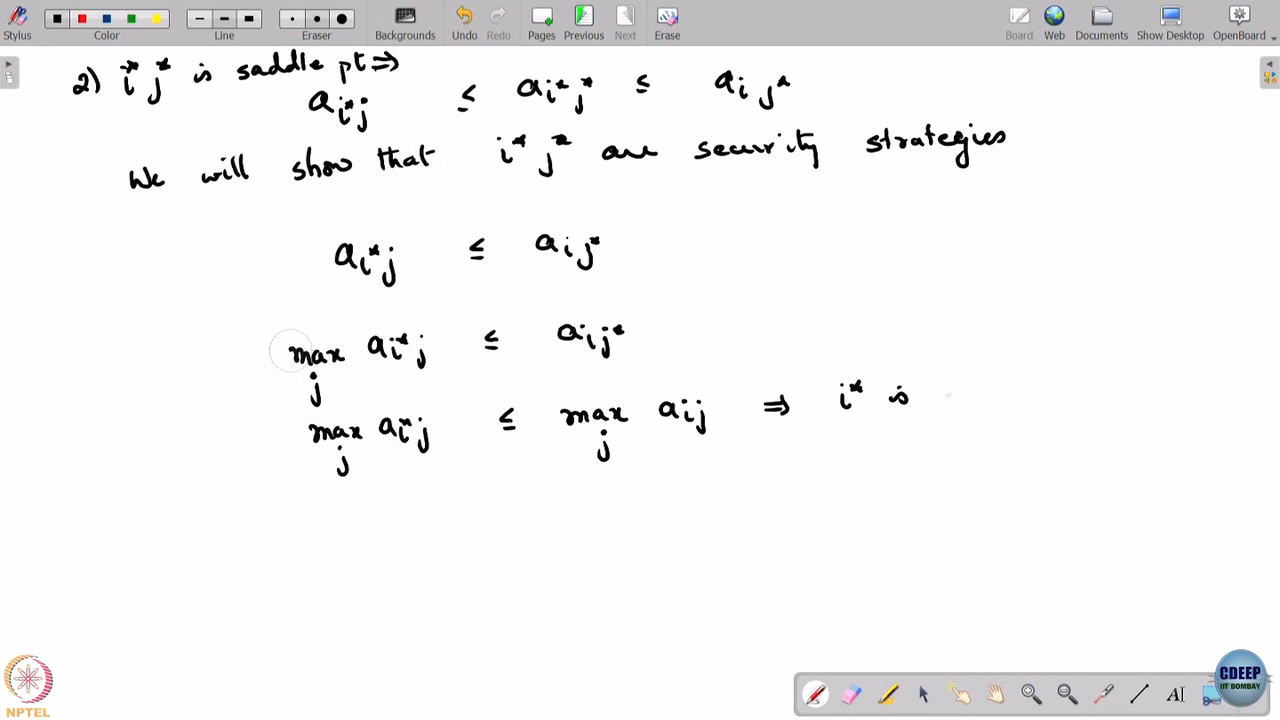 Stylus
Color
Line
Eraser
Backgrounds
Undo
Redo
Pages
Previous
Next
Erase
Board
Web
Documents
Show Desktop
OpenBoard
2) i* j* is saddle pt ⇒
a_{i*j} ≤ a_{i*j*} ≤ a_{ij*}
We will show that i* j* are security strategies
a_{i*j} ≤ a_{ij*}
max_j a_{i*j} ≤ a_{ij*}
max_j a_{i*j} ≤ max_j a_{ij} ⇒ i* is
NPTEL
CDEEP
IIT BOMBAY